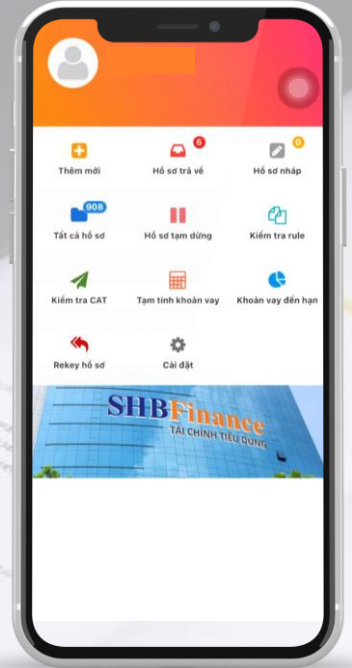 6
0
Thêm mới
Hồ sơ trả về
Hồ sơ nháp
908
Tất cả hồ sơ
Hồ sơ tạm dừng
Kiểm tra rule
Kiểm tra CAT
Tạm tính khoản vay
Khoản vay đến hạn
Rekey hồ sơ
Cài đặt
SHBFinance
TÀI CHÍNH TIÊU DÙNG